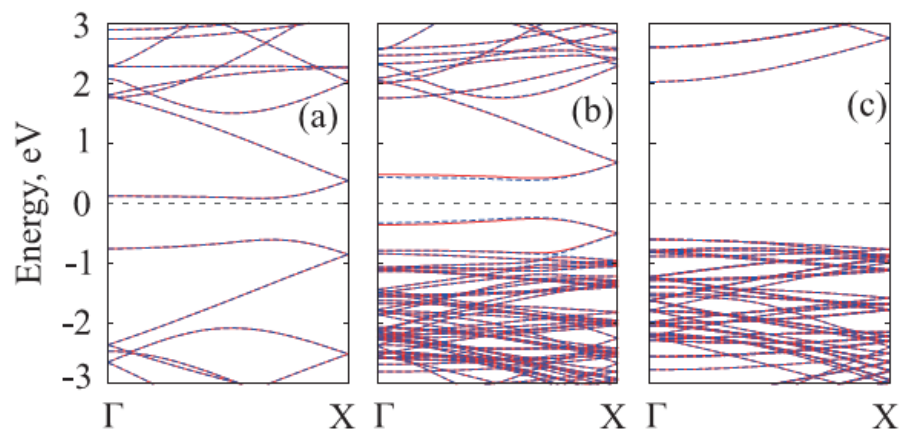 Energy, eV
3
2
1
0
-1
-2
-3
(a)
(b)
(c)
Γ X Γ X Γ X